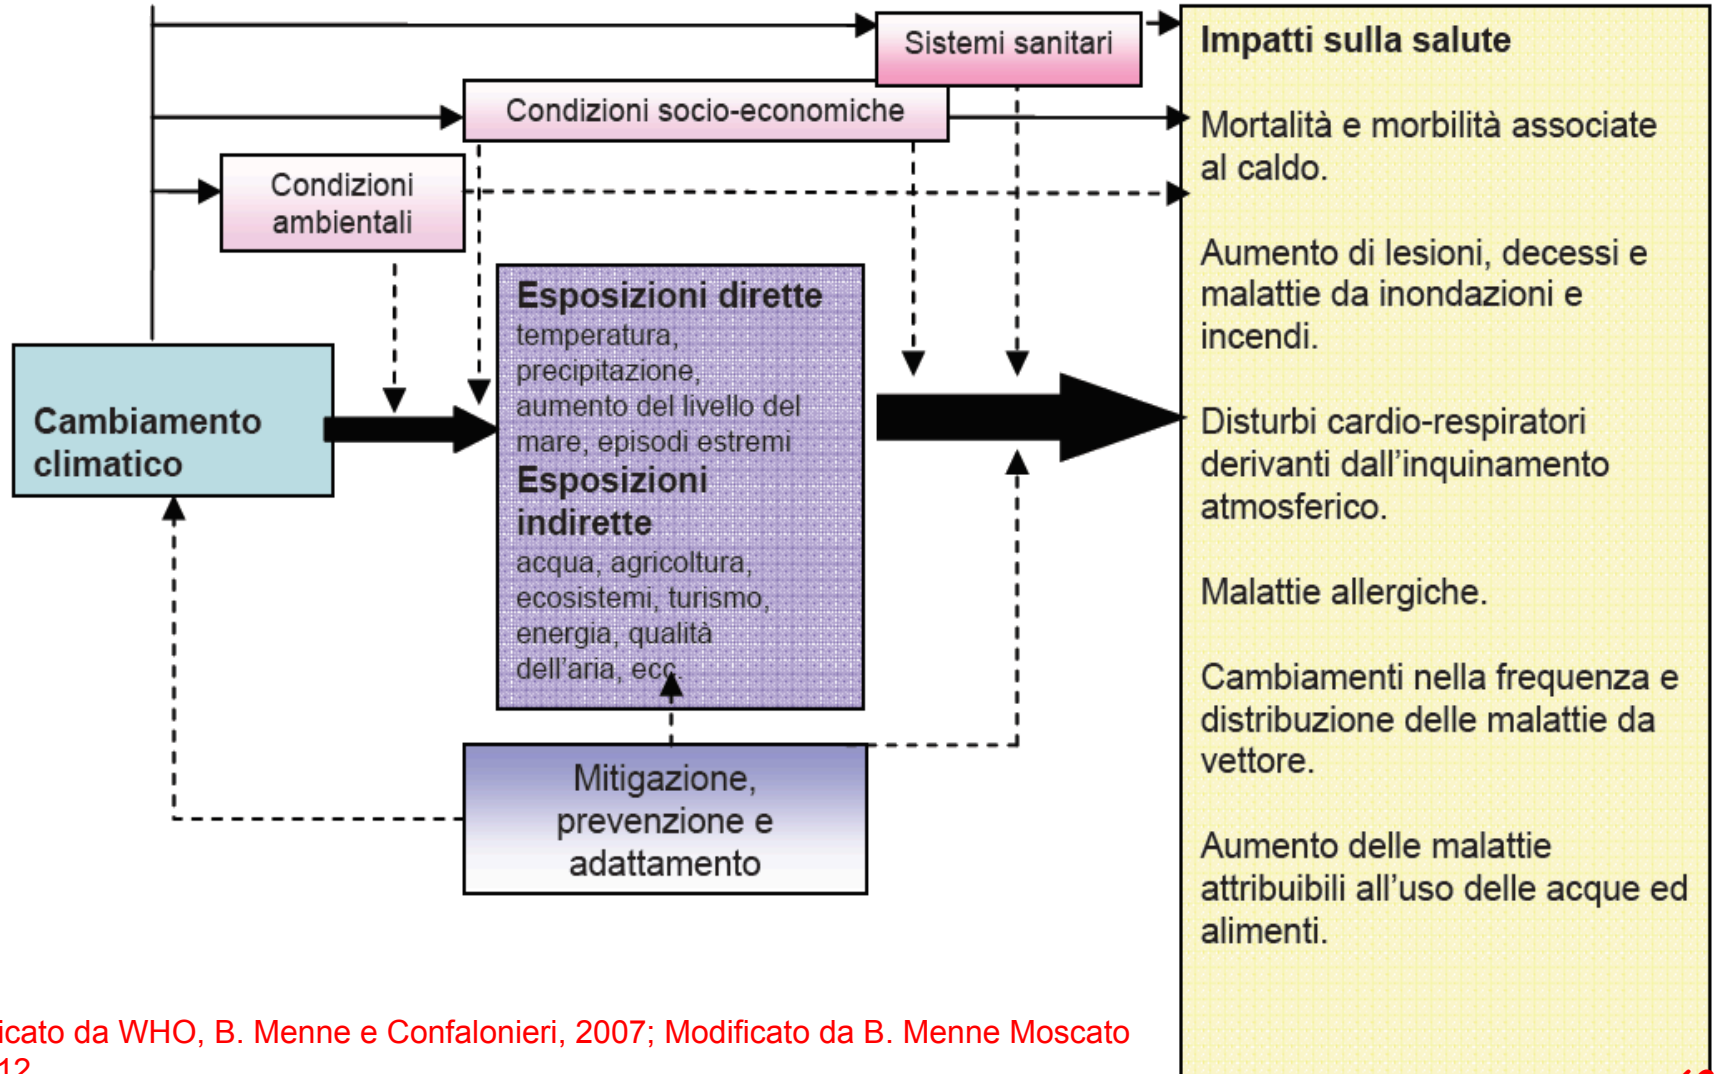 Sistemi sanitari
Condizioni socio-economiche
Condizioni
ambientali
Cambiamento
climatico
Esposizioni dirette
temperatura,
precipitazione,
aumento del livello del
mare, episodi estremi
Esposizioni
indirette
acqua, agricoltura,
ecosistemi, turismo,
energia, qualità
dell'aria, ecc.
Mitigazione,
prevenzione e
adattamento
Impatti sulla salute
Mortalità e morbilità associate
al caldo.
Aumento di lesioni, decessi e
malattie da inondazioni e
incendi.
Disturbi cardio-respiratori
derivanti dall'inquinamento
atmosferico.
Malattie allergiche.
Cambiamenti nella frequenza e
distribuzione delle malattie da
vettore.
Aumento delle malattie
attribuibili all'uso delle acque ed
alimenti.
icato da WHO, B. Menne e Confalonieri, 2007; Modificato da B. Menne Moscato
12